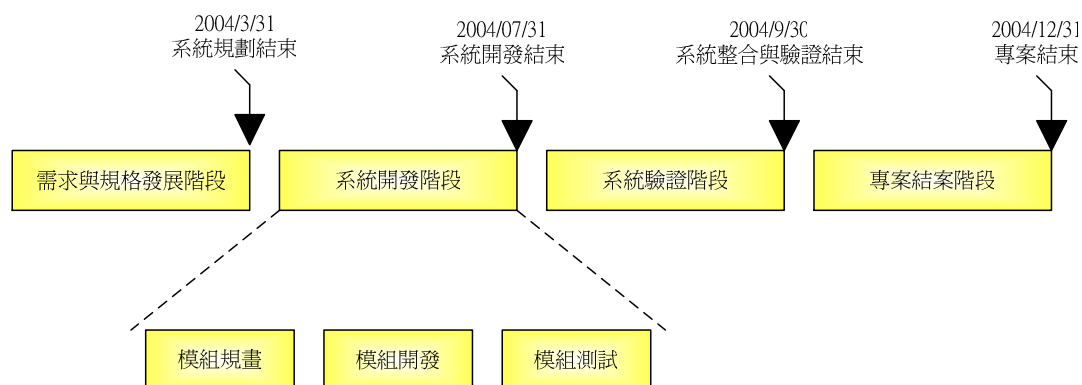 2004/3/31
系統規劃結束
2004/07/31
系統開發結束
2004/9/30
系統整合與驗證結束
2004/12/31
專案結束
需求與規格發展階段
系統開發階段
系統驗證階段
專案結案階段
模組規畫
模組開發
模組測試